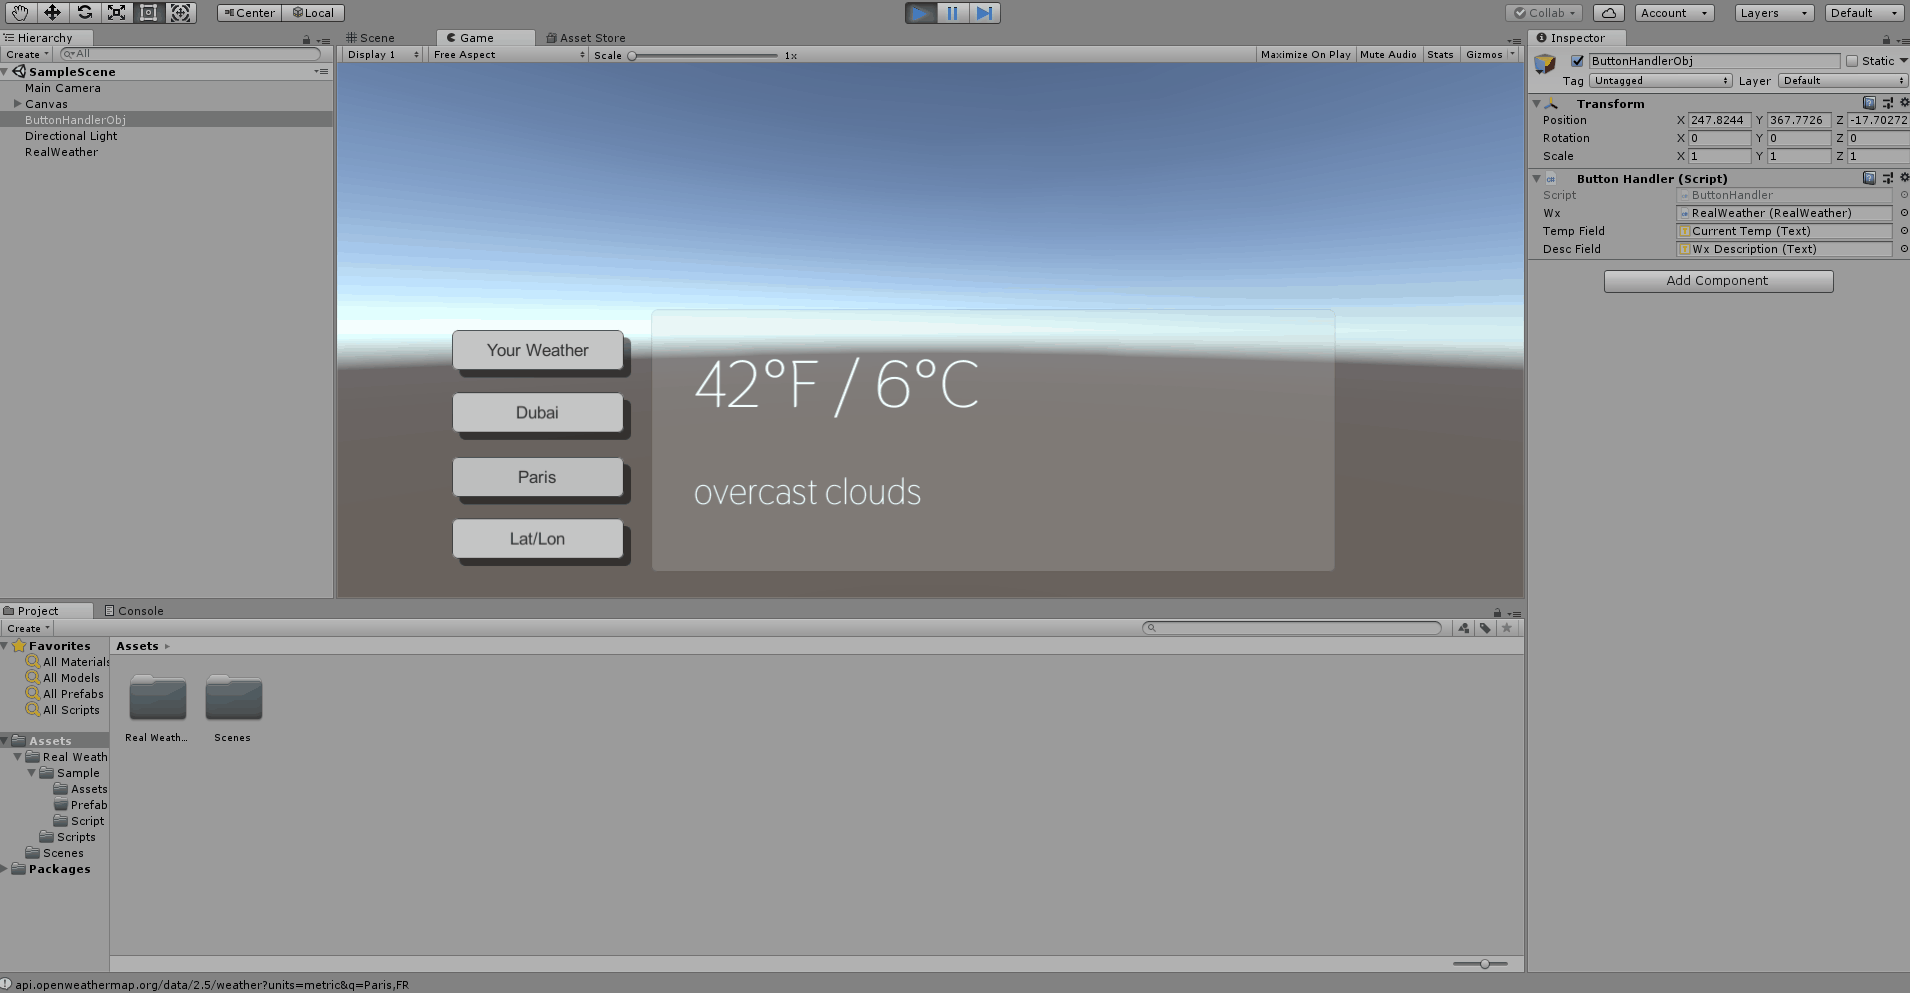 Center Local
Collab Account Layers Default
Hierarchy
Create All
SampleScene
Main Camera
Canvas
ButtonHandlerObj
Directional Light
RealWeather
Scene Game Asset Store
Display 1 Free Aspect Scale 1x Maximize On Play Mute Audio Stats Gizmos
Your Weather
Dubai
Paris
Lat/Lon
42°F / 6°C
overcast clouds
Inspector
ButtonHandlerObj Static
Tag Untagged Layer Default
Transform
Position X 247.8244 Y 367.7726 Z -17.70272
Rotation X 0 Y 0 Z 0
Scale X 1 Y 1 Z 1
Button Handler (Script)
Script ButtonHandler
Wx RealWeather (RealWeather)
Temp Field Current Temp (Text)
Desc Field Wx Description (Text)
Add Component
Project Console
Create
Favorites
All Materials
All Models
All Prefabs
All Scripts
Assets
Real Weath
Sample
Assets
Prefab
Script
Scripts
Scenes
Packages
Assets
Real Weath... Scenes
api.openweathermap.org/data/2.5/weather?units=metric&q=Paris,FR